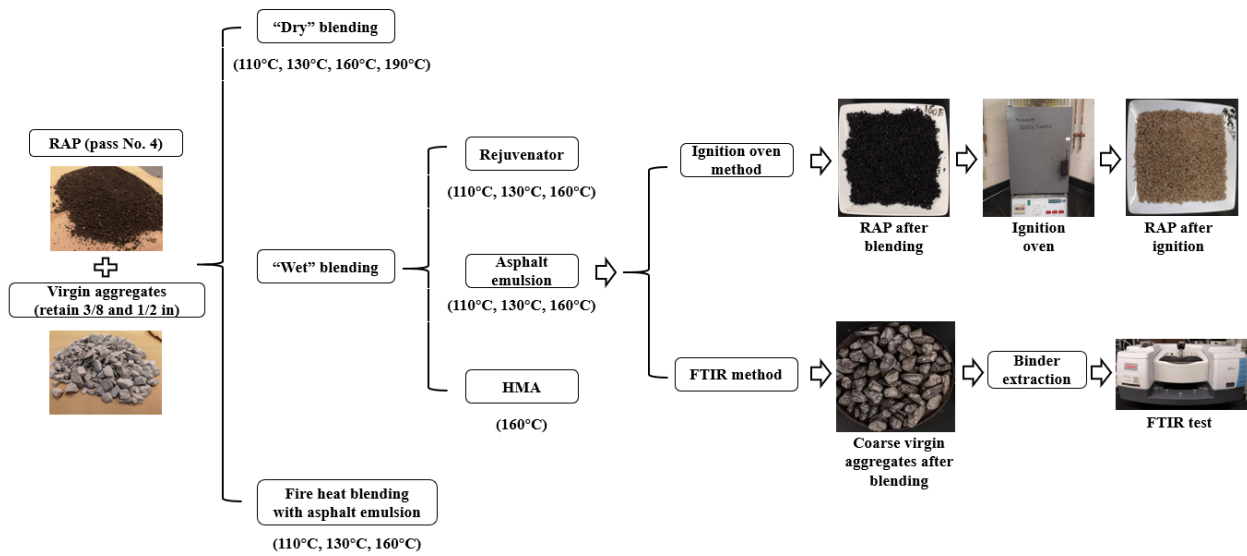 RAP (pass No. 4)
Virgin aggregates
(retain 3/8 and 1/2 in)
“Dry” blending
(110°C, 130°C, 160°C, 190°C)
“Wet” blending
Fire heat blending
with asphalt emulsion
(110°C, 130°C, 160°C)
Rejuvenator
(110°C, 130°C, 160°C)
Asphalt
emulsion
(110°C, 130°C, 160°C)
HMA
(160°C)
Ignition oven
method
RAP after
blending
Ignition
oven
RAP after
ignition
FTIR method
Coarse virgin
aggregates after
blending
Binder
extraction
FTIR test